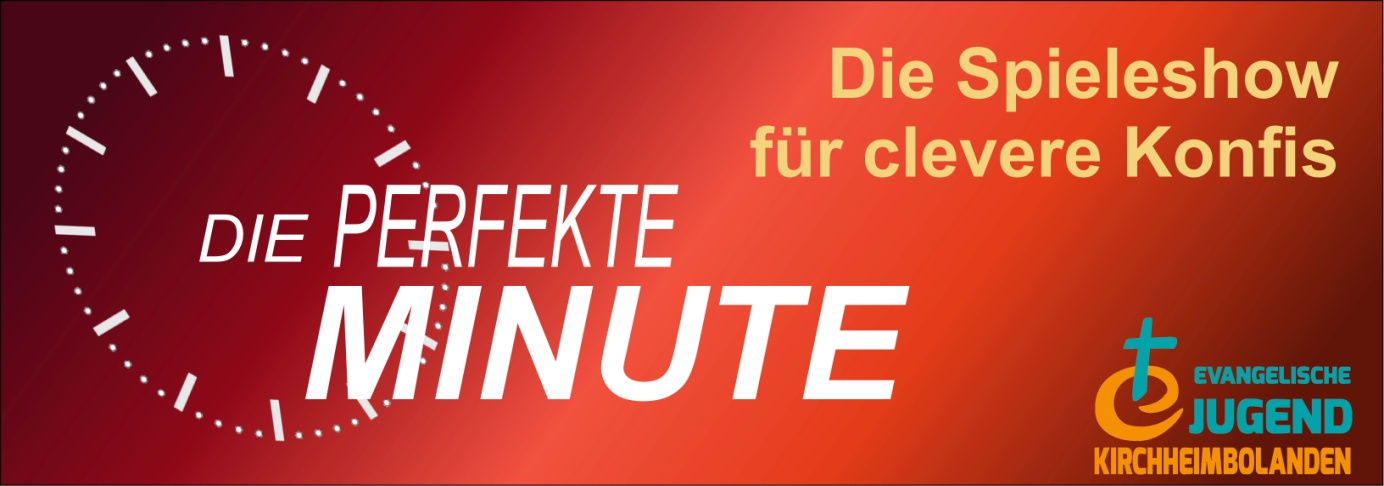 Die Spieleshow
für clevere Konfis
DIE PERFEKTE
MINUTE
EVANGELISCHE
JUGEND
KIRCHHEIMBOLANDEN